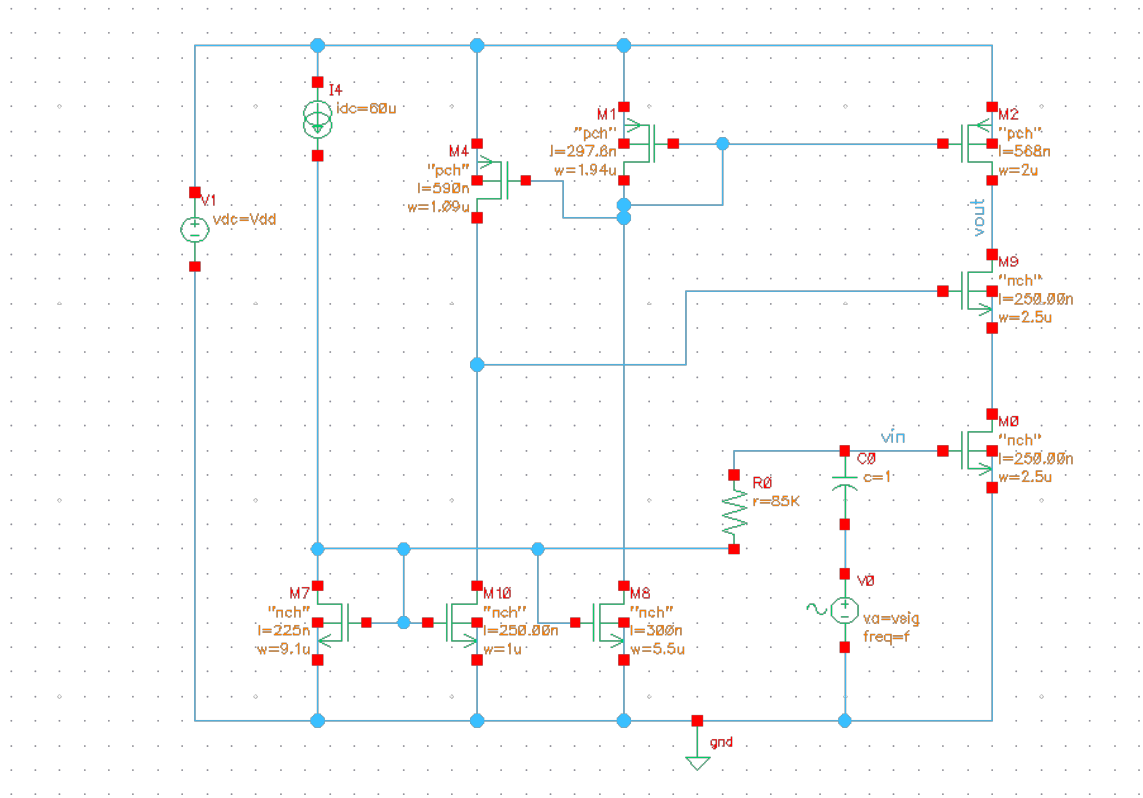 I4
idc=60u
M1
"pch"
l=297.6n
w=1.94u
M2
"pch"
l=568n
w=2u
M4
"pch"
l=590n
w=1.09u
V1
vdc=Vdd
vout
M9
"nch"
l=250.00n
w=2.5u
vin
M0
"nch"
l=250.00n
w=2.5u
C0
c=1
R0
r=85K
M7
"nch"
l=225n
w=9.1u
M10
"nch"
l=250.00n
w=1u
M8
"nch"
l=300n
w=5.5u
V0
va=vsig
freq=f
gnd